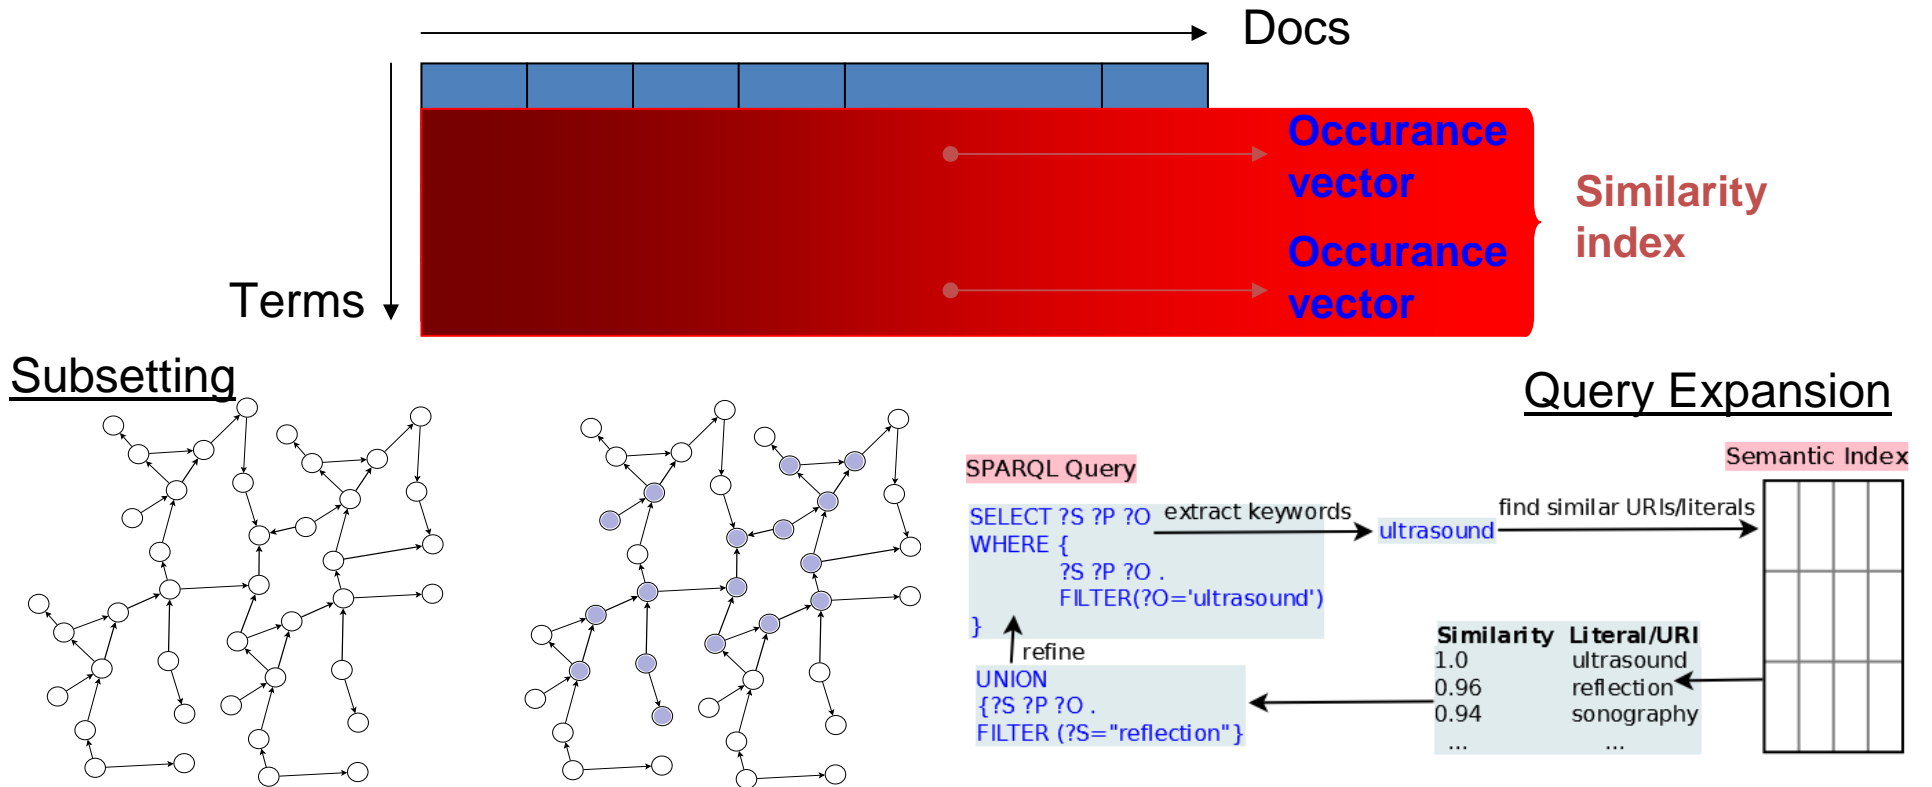 Docs
Occurance
vector
Similarity
index
Occurance
vector
Terms
Subsetting
Query Expansion
SPARQL Query
Semantic Index
SELECT ?S ?P ?O
extract keywords
ultrasound
find similar URIs/literals
WHERE {
?S ?P ?O .
FILTER(?O='ultrasound')
}
refine
Similarity Literal/URI
1.0 ultrasound
0.96 reflection
0.94 sonography
... ...
UNION
{?S ?P ?O .
FILTER (?S="reflection"}